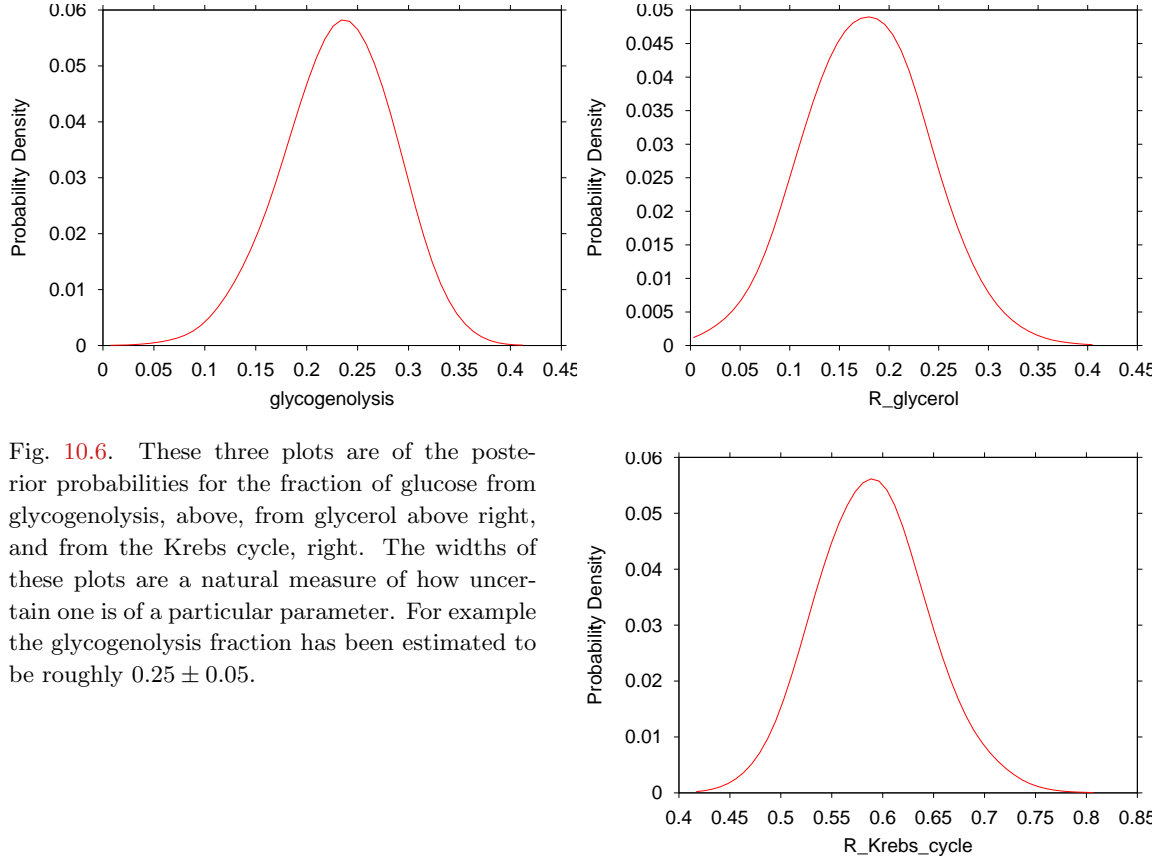 0.06
0.05
0.04
0.03
0.02
0.01
0
Probability Density
0 0.05 0.1 0.15 0.2 0.25 0.3 0.35 0.4 0.45
glycogenolysis
0.05
0.045
0.04
0.035
0.03
0.025
0.02
0.015
0.01
0.005
0
Probability Density
0 0.05 0.1 0.15 0.2 0.25 0.3 0.35 0.4 0.45
R_glycerol
Fig. 10.6. These three plots are of the poste-
rior probabilities for the fraction of glucose from
glycogenolysis, above, from glycerol above right,
and from the Krebs cycle, right. The widths of
these plots are a natural measure of how uncer-
tain one is of a particular parameter. For example
the glycogenolysis fraction has been estimated to
be roughly 0.25 ± 0.05.
0.06
0.05
0.04
0.03
0.02
0.01
0
Probability Density
0.4 0.45 0.5 0.55 0.6 0.65 0.7 0.75 0.8 0.85
R_Krebs_cycle